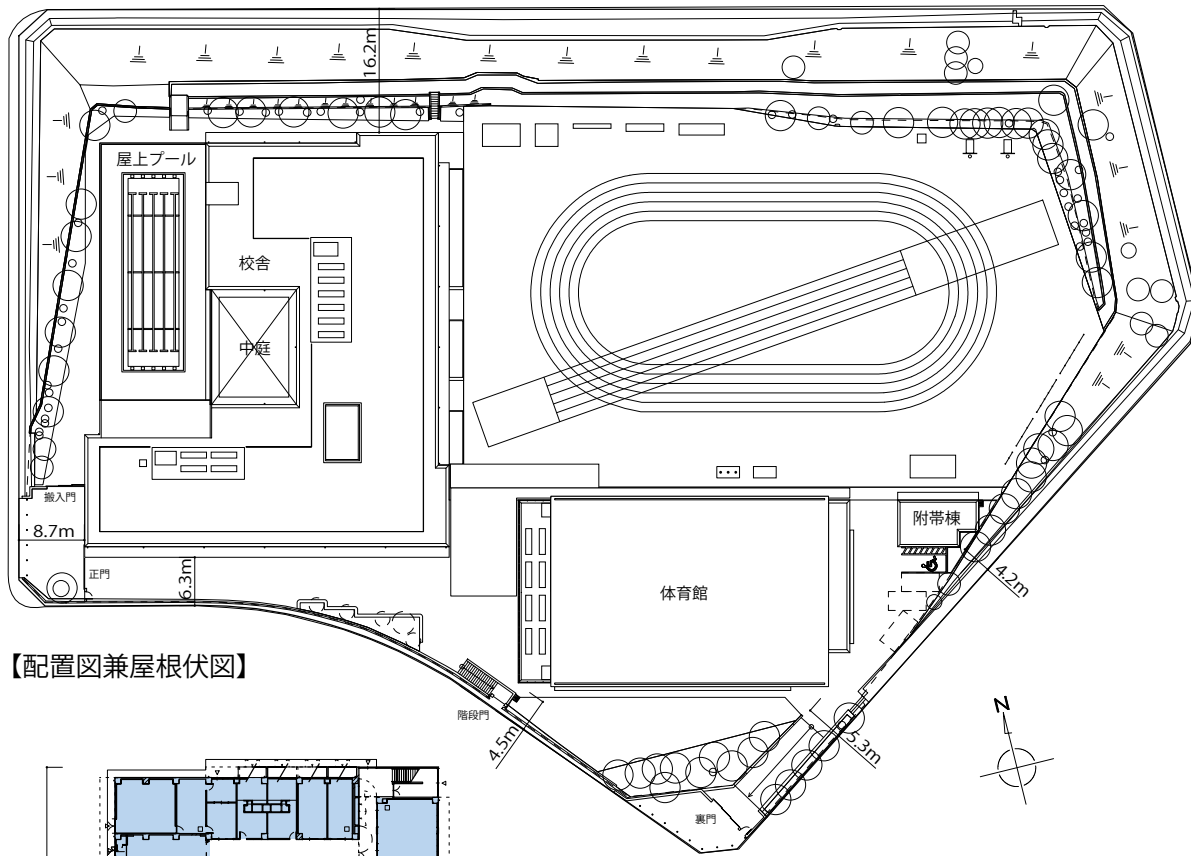 16.2m
屋上プール
校舎
中庭
搬入門
8.7m
正門
6.3m
附帯棟
4.2m
体育館
【配置図兼屋根伏図】
階段門
4.5m
5.3m
裏門
N